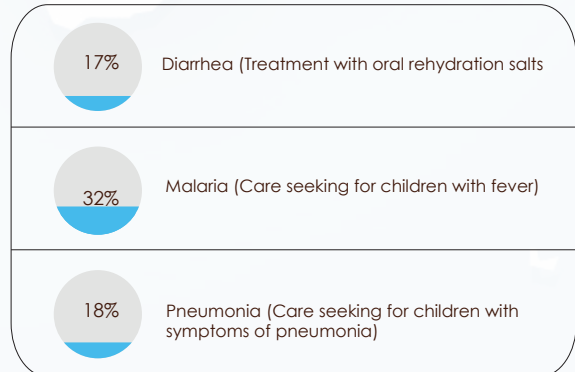 17%
Diarrhea (Treatment with oral rehydration salts
32%
Malaria (Care seeking for children with fever)
18%
Pneumonia (Care seeking for children with
symptoms of pneumonia)